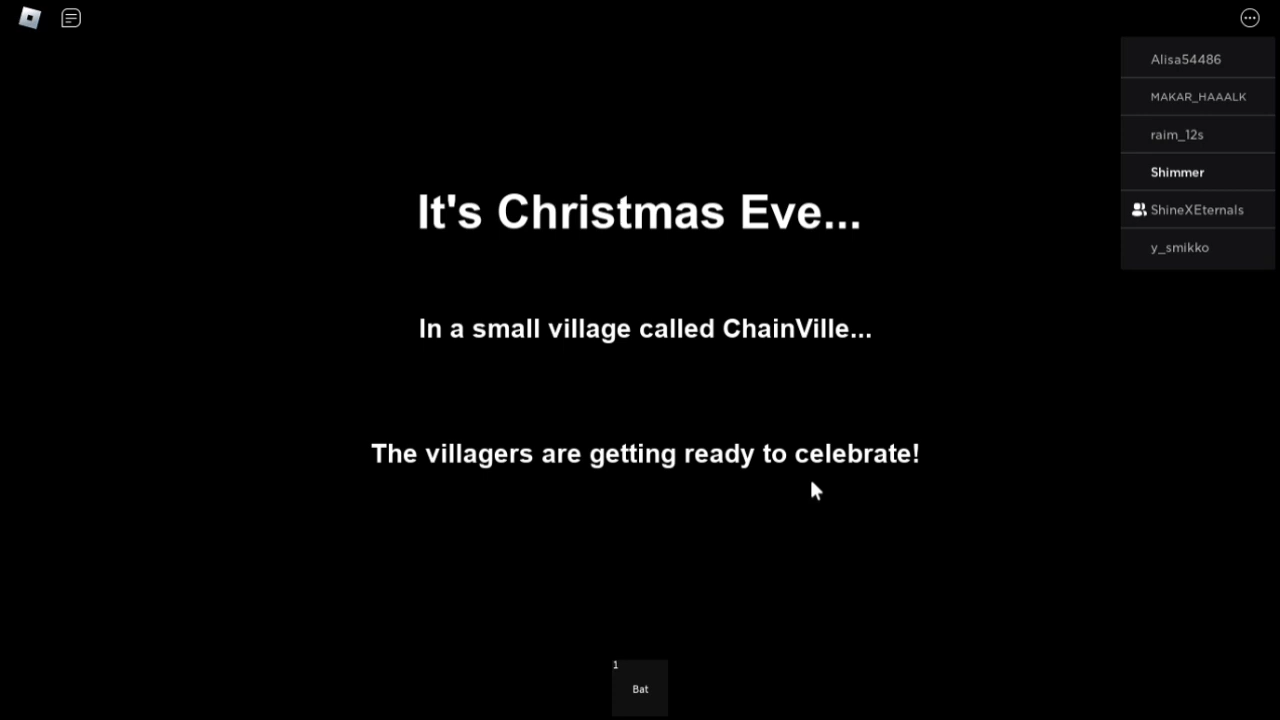 Alisa54486
MAKAR_HAAALK
raim_12s
Shimmer
ShineXEternals
y_smikko
It's Christmas Eve...
In a small village called ChainVille...
The villagers are getting ready to celebrate!
1
Bat